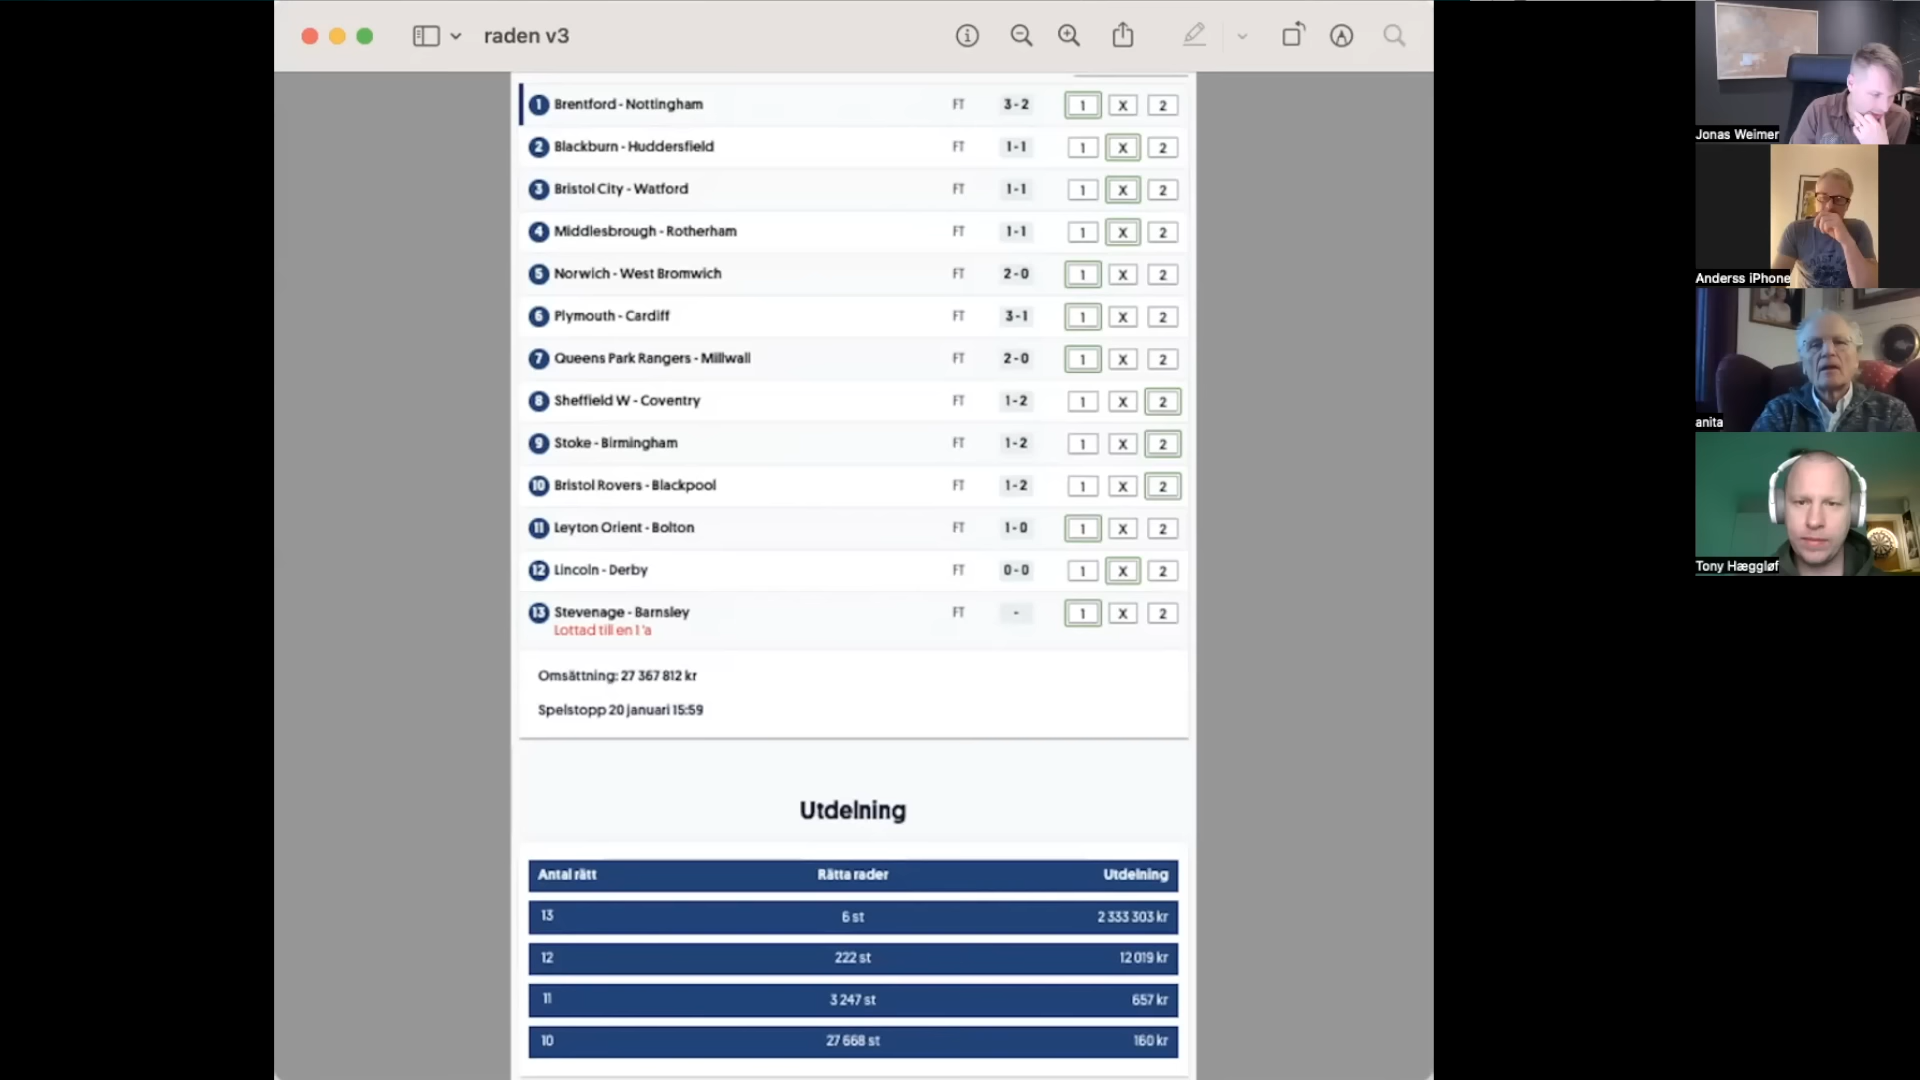 raden v3
1 Brentford - Nottingham FT 3 - 2 1 X 2
2 Blackburn - Huddersfield FT 1 - 1 1 X 2
3 Bristol City - Watford FT 1 - 1 1 X 2
4 Middlesbrough - Rotherham FT 1 - 1 1 X 2
5 Norwich - West Bromwich FT 2 - 0 1 X 2
6 Plymouth - Cardiff FT 3 - 1 1 X 2
7 Queens Park Rangers - Millwall FT 2 - 0 1 X 2
8 Sheffield W - Coventry FT 1 - 2 1 X 2
9 Stoke - Birmingham FT 1 - 2 1 X 2
10 Bristol Rovers - Blackpool FT 1 - 2 1 X 2
11 Leyton Orient - Bolton FT 1 - 0 1 X 2
12 Lincoln - Derby FT 0 - 0 1 X 2
13 Stevenage - Barnsley FT - 1 X 2
Lottad till en 1 'a
Omsättning: 27 367 812 kr
Spelstopp 20 januari 15:59
Utdelning
Antal rätt Rätta rader Utdelning
13 6 st 2 333 303 kr
12 222 st 12 019 kr
11 3 247 st 657 kr
10 27 668 st 160 kr
Jonas Weimer
Anderss iPhone
anita
Tony Hæggløf